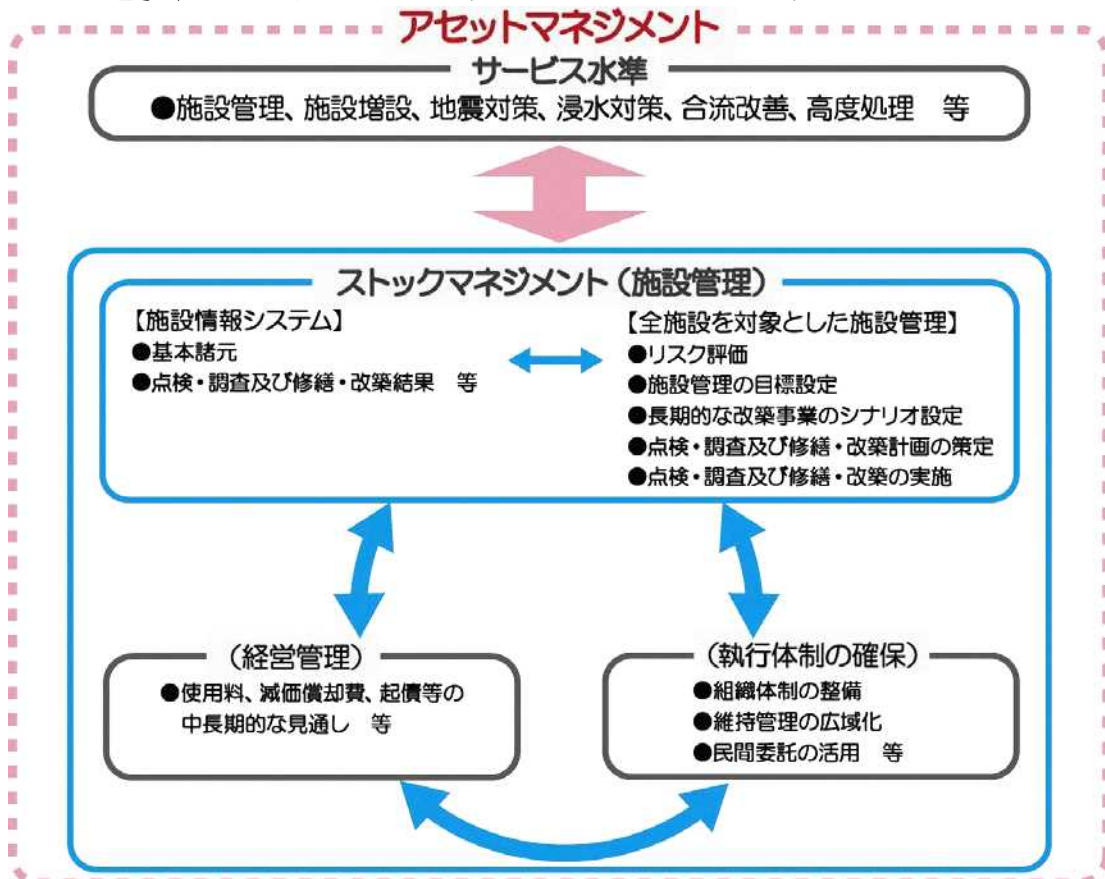 アセットマネジメント
サービス水準
●施設管理、施設増設、地震対策、浸水対策、合流改善、高度処理　等
ストックマネジメント（施設管理）
【施設情報システム】
●基本諸元
●点検・調査及び修繕・改築結果　等
【全施設を対象とした施設管理】
●リスク評価
●施設管理の目標設定
●長期的な改築事業のシナリオ設定
●点検・調査及び修繕・改築計画の策定
●点検・調査及び修繕・改築の実施
（経営管理）
●使用料、減価償却費、起債等の
中長期的な見通し　等
（執行体制の確保）
●組織体制の整備
●維持管理の広域化
●民間委託の活用　等